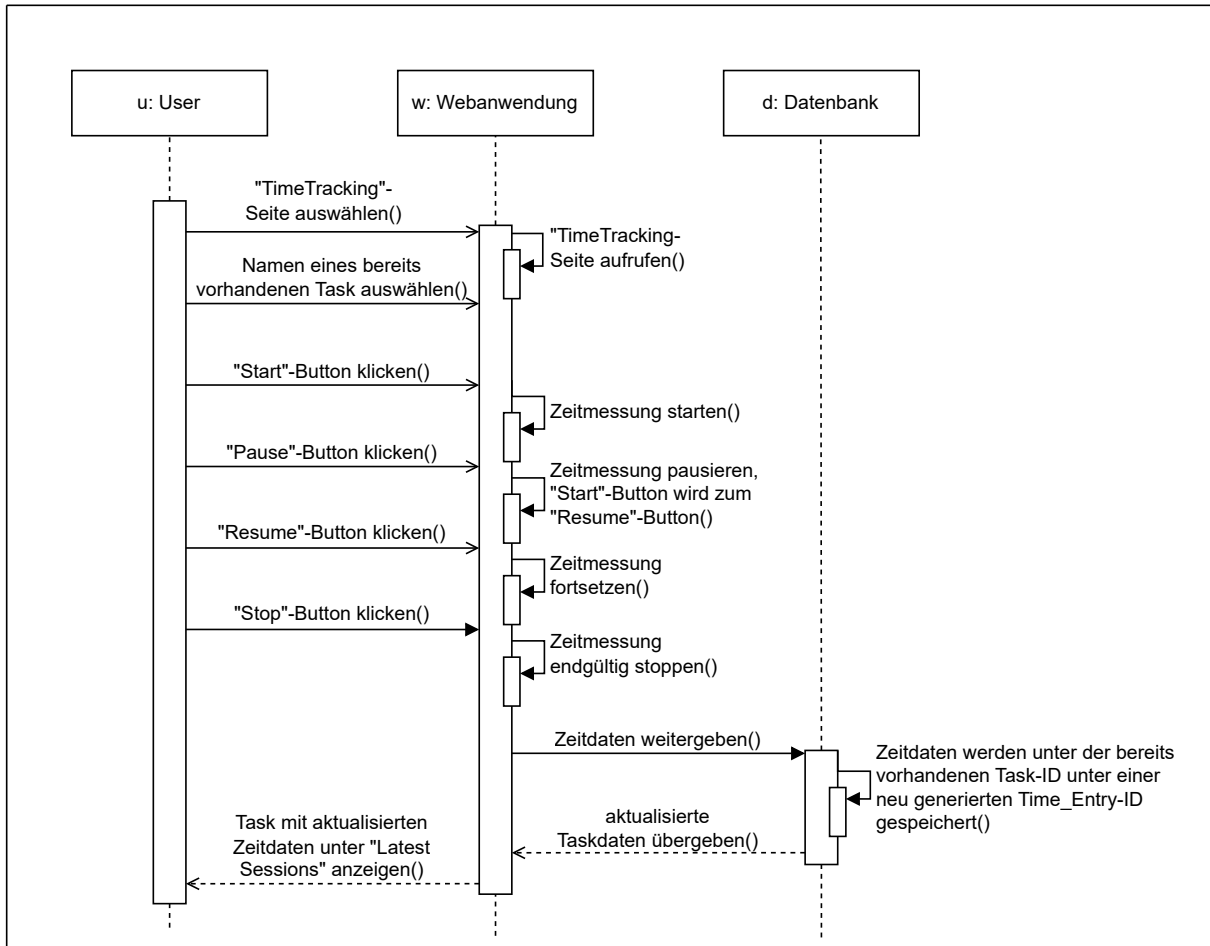 u: User
w: Webanwendung
d: Datenbank
"TimeTracking"-
Seite auswählen()
"TimeTracking-
Seite aufrufen()
Namen eines bereits
vorhandenen Task auswählen()
"Start"-Button klicken()
Zeitmessung starten()
"Pause"-Button klicken()
Zeitmessung pausieren,
"Start"-Button wird zum
"Resume"-Button()
"Resume"-Button klicken()
Zeitmessung
fortsetzen()
"Stop"-Button klicken()
Zeitmessung
endgültig stoppen()
Zeitdaten weitergeben()
Zeitdaten werden unter der bereits
vorhandenen Task-ID unter einer
neu generierten Time_Entry-ID
gespeichert()
aktualisierte
Taskdaten übergeben()
Task mit aktualisierten
Zeitdaten unter "Latest
Sessions" anzeigen()